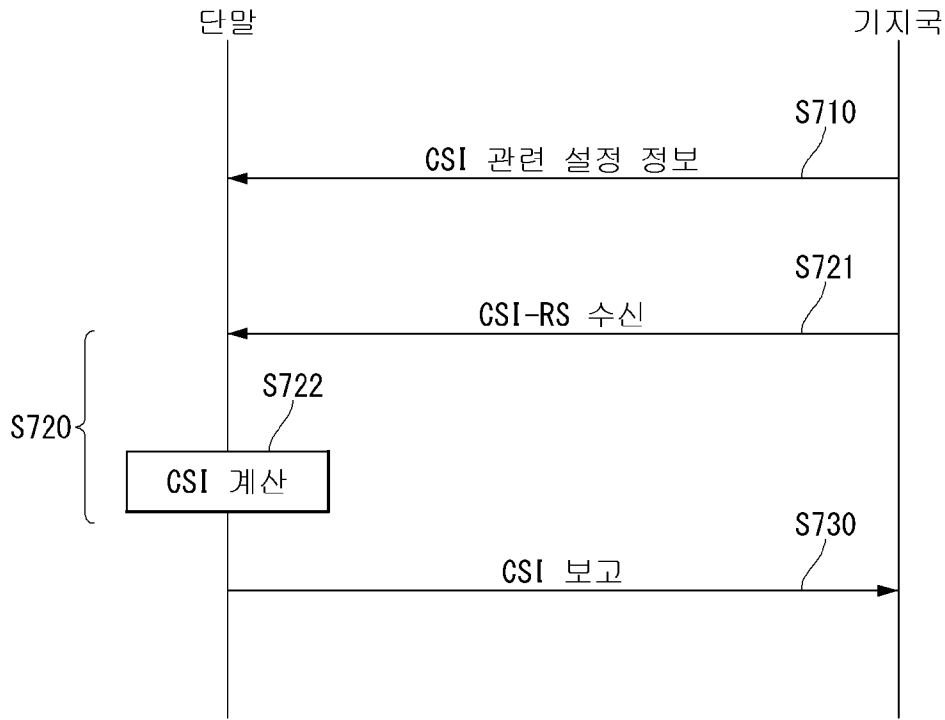 단말
기지국
S710
CSI 관련 설정 정보
S721
CSI-RS 수신
S722
S720
CSI 계산
S730
CSI 보고